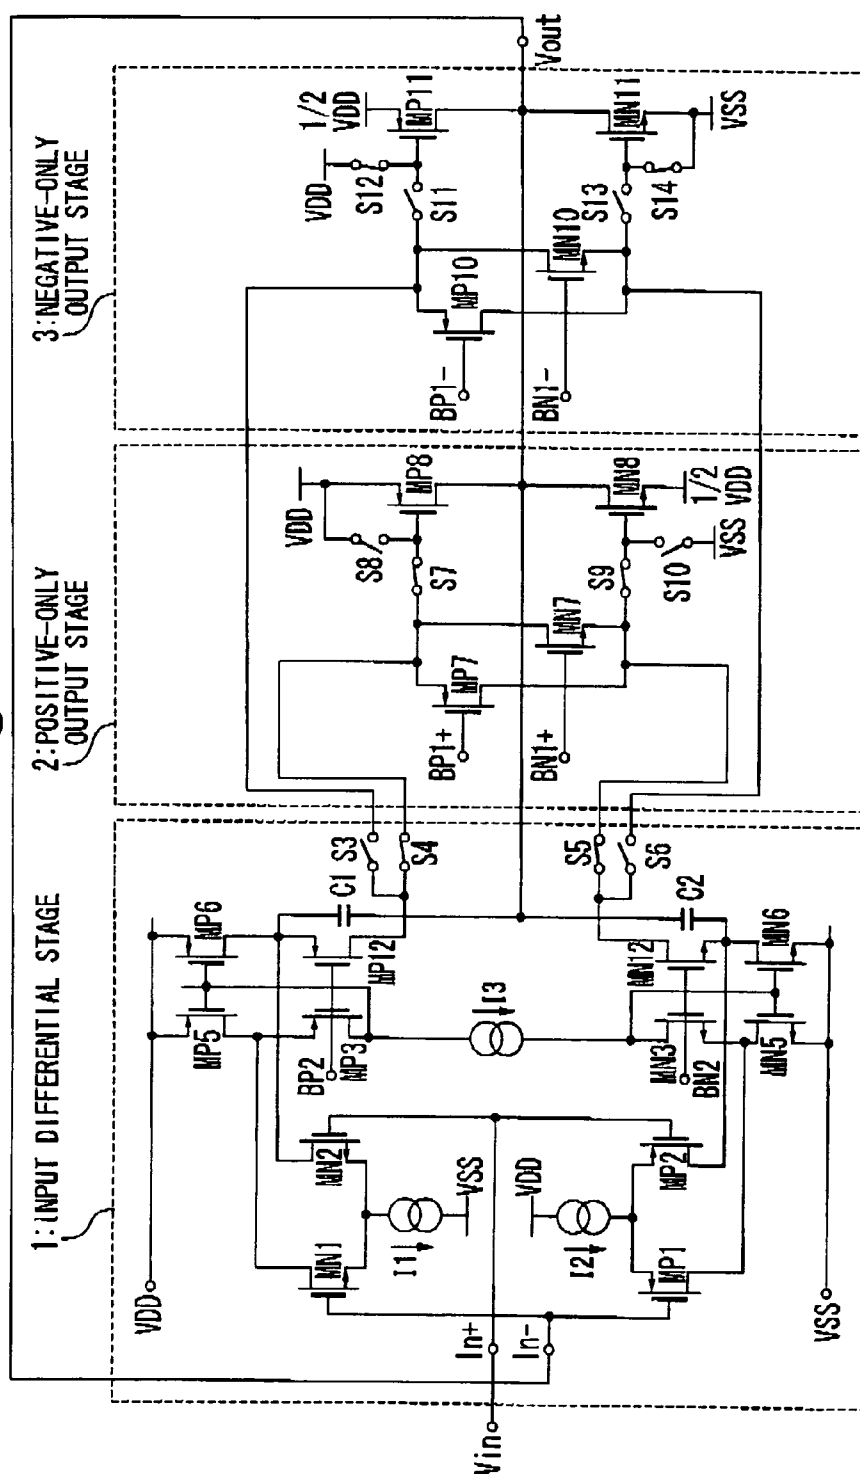 1:INPUT DIFFERENTIAL STAGE
2:POSITIVE-ONLY
OUTPUT STAGE
3:NEGATIVE-ONLY
OUTPUT STAGE
VDD
MP5
MP6
MN1
MN2
I1
VSS
BP2
MP3
MP12
C1
S3
S4
I3
Vin
In+
In-
VDD
I2
MP1
MP2
MN3
BN2
MN12
MN5
MN6
C2
S5
S6
VSS
VDD
S8
S7
MP8
BP1+
MP7
BN1+
MN7
S9
S10
VSS
MN8
1/2
VDD
VDD
S12
S11
1/2
VDD
MP11
BP1-
MP10
BN1-
MN10
S13
S14
MN11
VSS
Vout